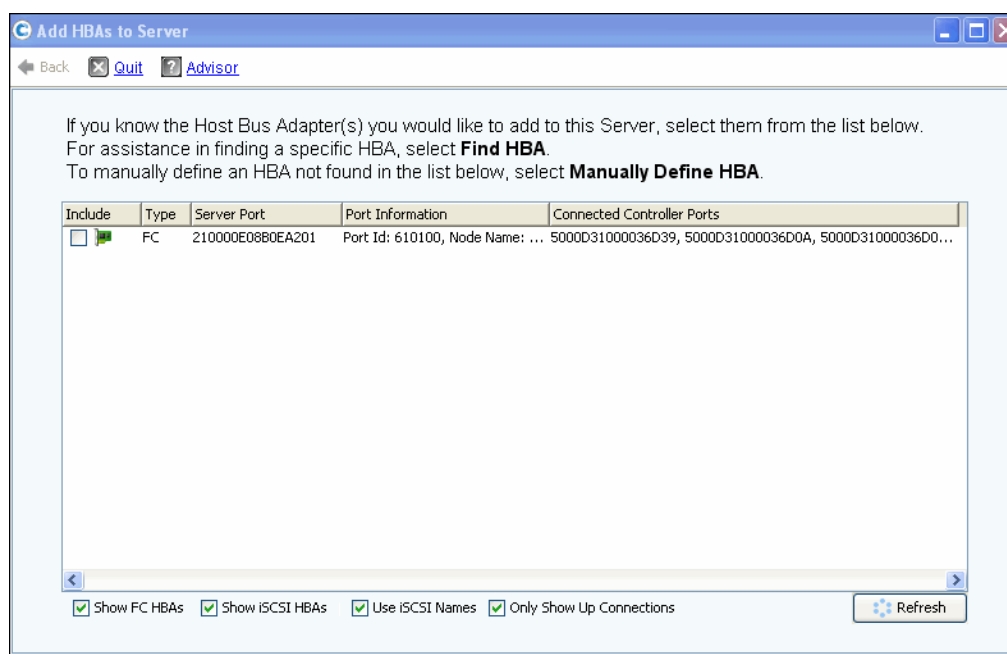 Add HBAs to Server
Back Quit Advisor
If you know the Host Bus Adapter(s) you would like to add to this Server, select them from the list below.
For assistance in finding a specific HBA, select Find HBA.
To manually define an HBA not found in the list below, select Manually Define HBA.
Include Type Server Port Port Information Connected Controller Ports
FC 210000E08B0EA201 Port Id: 610100, Node Name: ... 5000D31000036D39, 5000D31000036D0A, 5000D31000036D0...
Show FC HBAs Show iSCSI HBAs Use iSCSI Names Only Show Up Connections Refresh